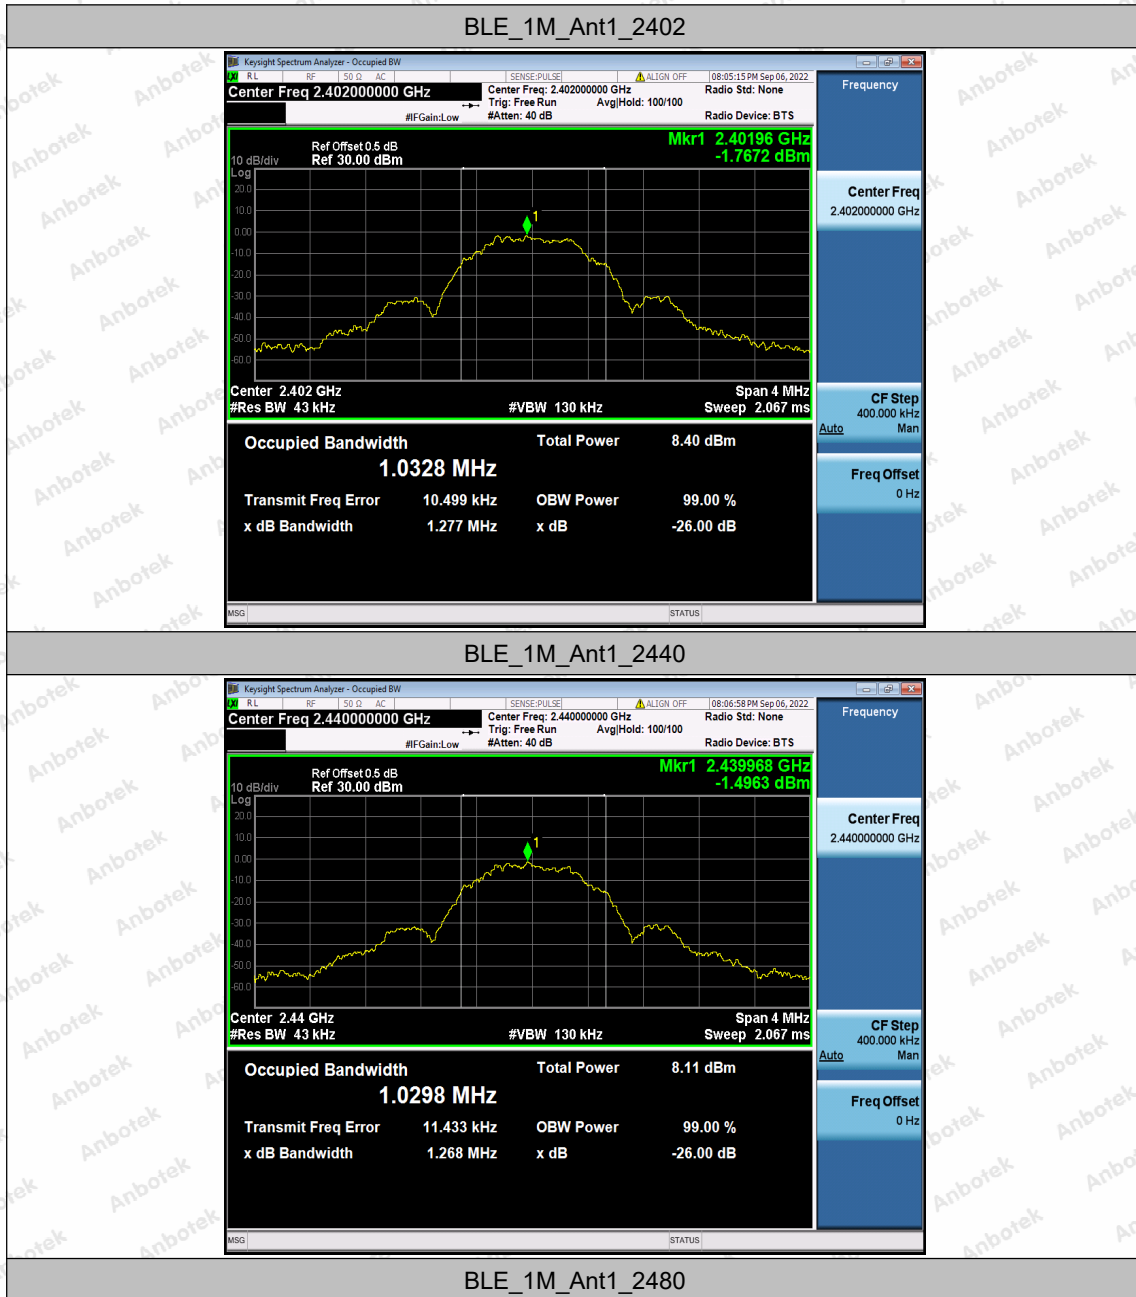 BLE_1M_Ant1_2402
Keysight Spectrum Analyzer - Occupied BW
RL RF 50 Ω AC SENSE:PULSE ALIGN OFF 08:05:15 PM Sep 06, 2022
Center Freq 2.402000000 GHz
Center Freq: 2.402000000 GHz Radio Std: None
Trig: Free Run Avg|Hold: 100/100
#IFGain:Low #Atten: 40 dB Radio Device: BTS
Frequency
Mkr1 2.40196 GHz
-1.7672 dBm
Ref Offset 0.5 dB
10 dB/div Ref 30.00 dBm
Log
20.0
10.0
0.00
-10.0
-20.0
-30.0
-40.0
-50.0
-60.0
1
Center 2.402 GHz Span 4 MHz
#Res BW 43 kHz #VBW 130 kHz Sweep 2.067 ms
Center Freq
2.402000000 GHz
CF Step
400.000 kHz
Auto Man
Freq Offset
0 Hz
Occupied Bandwidth Total Power 8.40 dBm
1.0328 MHz
Transmit Freq Error 10.499 kHz OBW Power 99.00 %
x dB Bandwidth 1.277 MHz x dB -26.00 dB
MSG STATUS
BLE_1M_Ant1_2440
Keysight Spectrum Analyzer - Occupied BW
RL RF 50 Ω AC SENSE:PULSE ALIGN OFF 08:06:58 PM Sep 06, 2022
Center Freq 2.440000000 GHz
Center Freq: 2.440000000 GHz Radio Std: None
Trig: Free Run Avg|Hold: 100/100
#IFGain:Low #Atten: 40 dB Radio Device: BTS
Frequency
Mkr1 2.439968 GHz
-1.4963 dBm
Ref Offset 0.5 dB
10 dB/div Ref 30.00 dBm
Log
20.0
10.0
0.00
-10.0
-20.0
-30.0
-40.0
-50.0
-60.0
1
Center 2.44 GHz Span 4 MHz
#Res BW 43 kHz #VBW 130 kHz Sweep 2.067 ms
Center Freq
2.440000000 GHz
CF Step
400.000 kHz
Auto Man
Freq Offset
0 Hz
Occupied Bandwidth Total Power 8.11 dBm
1.0298 MHz
Transmit Freq Error 11.433 kHz OBW Power 99.00 %
x dB Bandwidth 1.268 MHz x dB -26.00 dB
MSG STATUS
BLE_1M_Ant1_2480
Anbotek